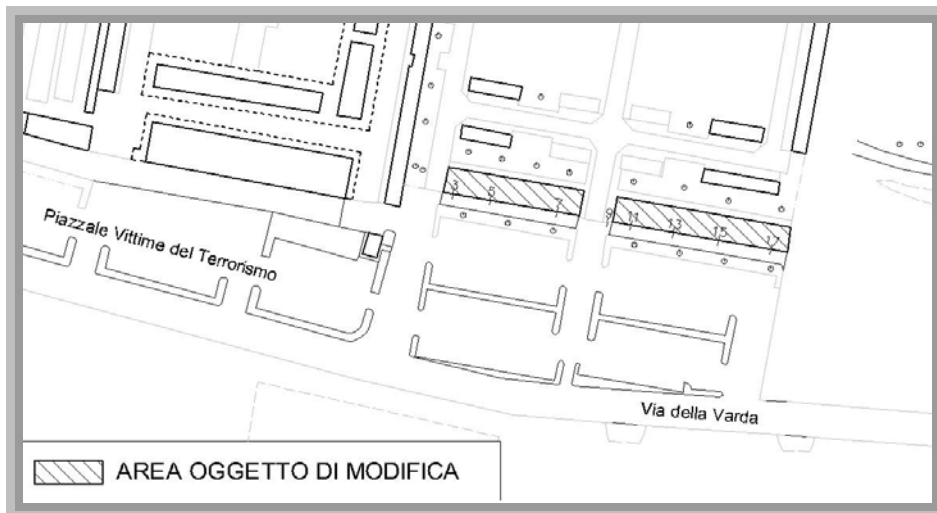 3
5
7
9
11
13
15
17
Piazzale Vittime del Terrorismo
Via della Varda
AREA OGGETTO DI MODIFICA